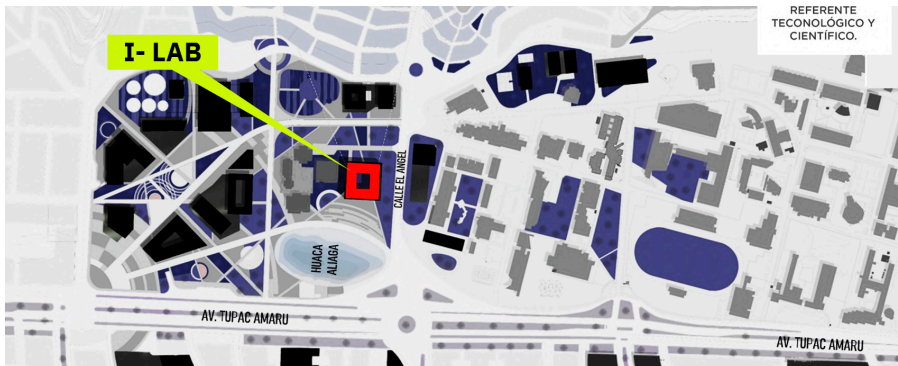 REFERENTE
TECONOLÓGICO Y
CIENTÍFICO.
I- LAB
CALLE EL ANGEL
HUACA
ALIAGA
AV. TUPAC AMARU
AV. TUPAC AMARU